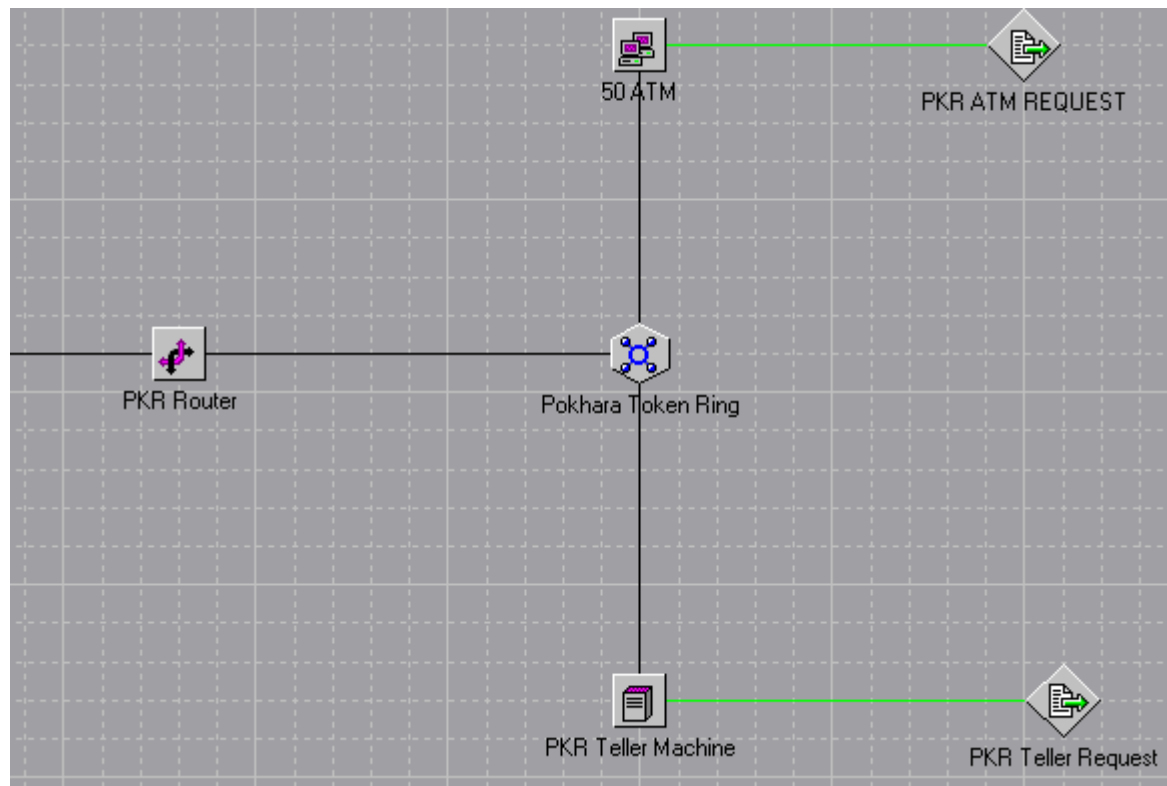 50 ATM
PKR ATM REQUEST
PKR Router
Pokhara Token Ring
PKR Teller Machine
PKR Teller Request